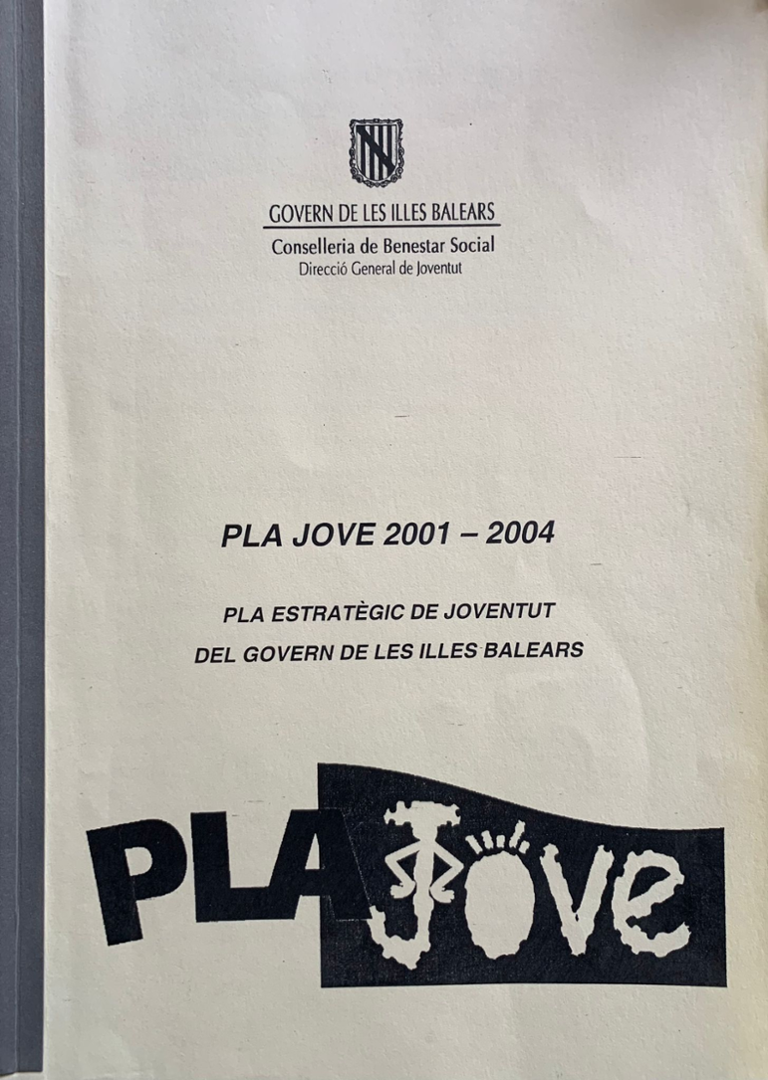 GOVERN DE LES ILLES BALEARS
Conselleria de Benestar Social
Direcció General de Joventut
PLA JOVE 2001 – 2004
PLA ESTRATÈGIC DE JOVENTUT
DEL GOVERN DE LES ILLES BALEARS
PLA JOVE